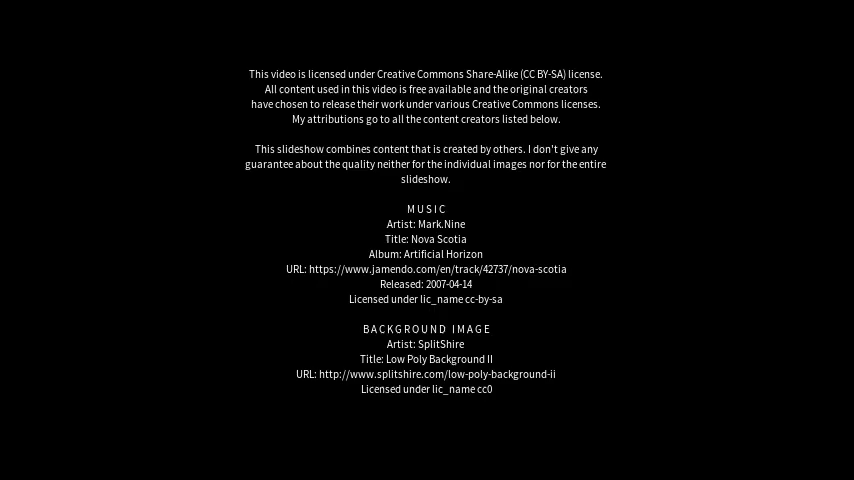 This video is licensed under Creative Commons Share-Alike (CC BY-SA) license.
All content used in this video is free available and the original creators
have chosen to release their work under various Creative Commons licenses.
My attributions go to all the content creators listed below.
This slideshow combines content that is created by others. I don't give any
guarantee about the quality neither for the individual images nor for the entire
slideshow.
MUSIC
Artist: Mark.Nine
Title: Nova Scotia
Album: Artificial Horizon
URL: https://www.jamendo.com/en/track/42737/nova-scotia
Released: 2007-04-14
Licensed under lic_name cc-by-sa
BACKGROUND IMAGE
Artist: SplitShire
Title: Low Poly Background II
URL: http://www.splitshire.com/low-poly-background-ii
Licensed under lic_name cc0